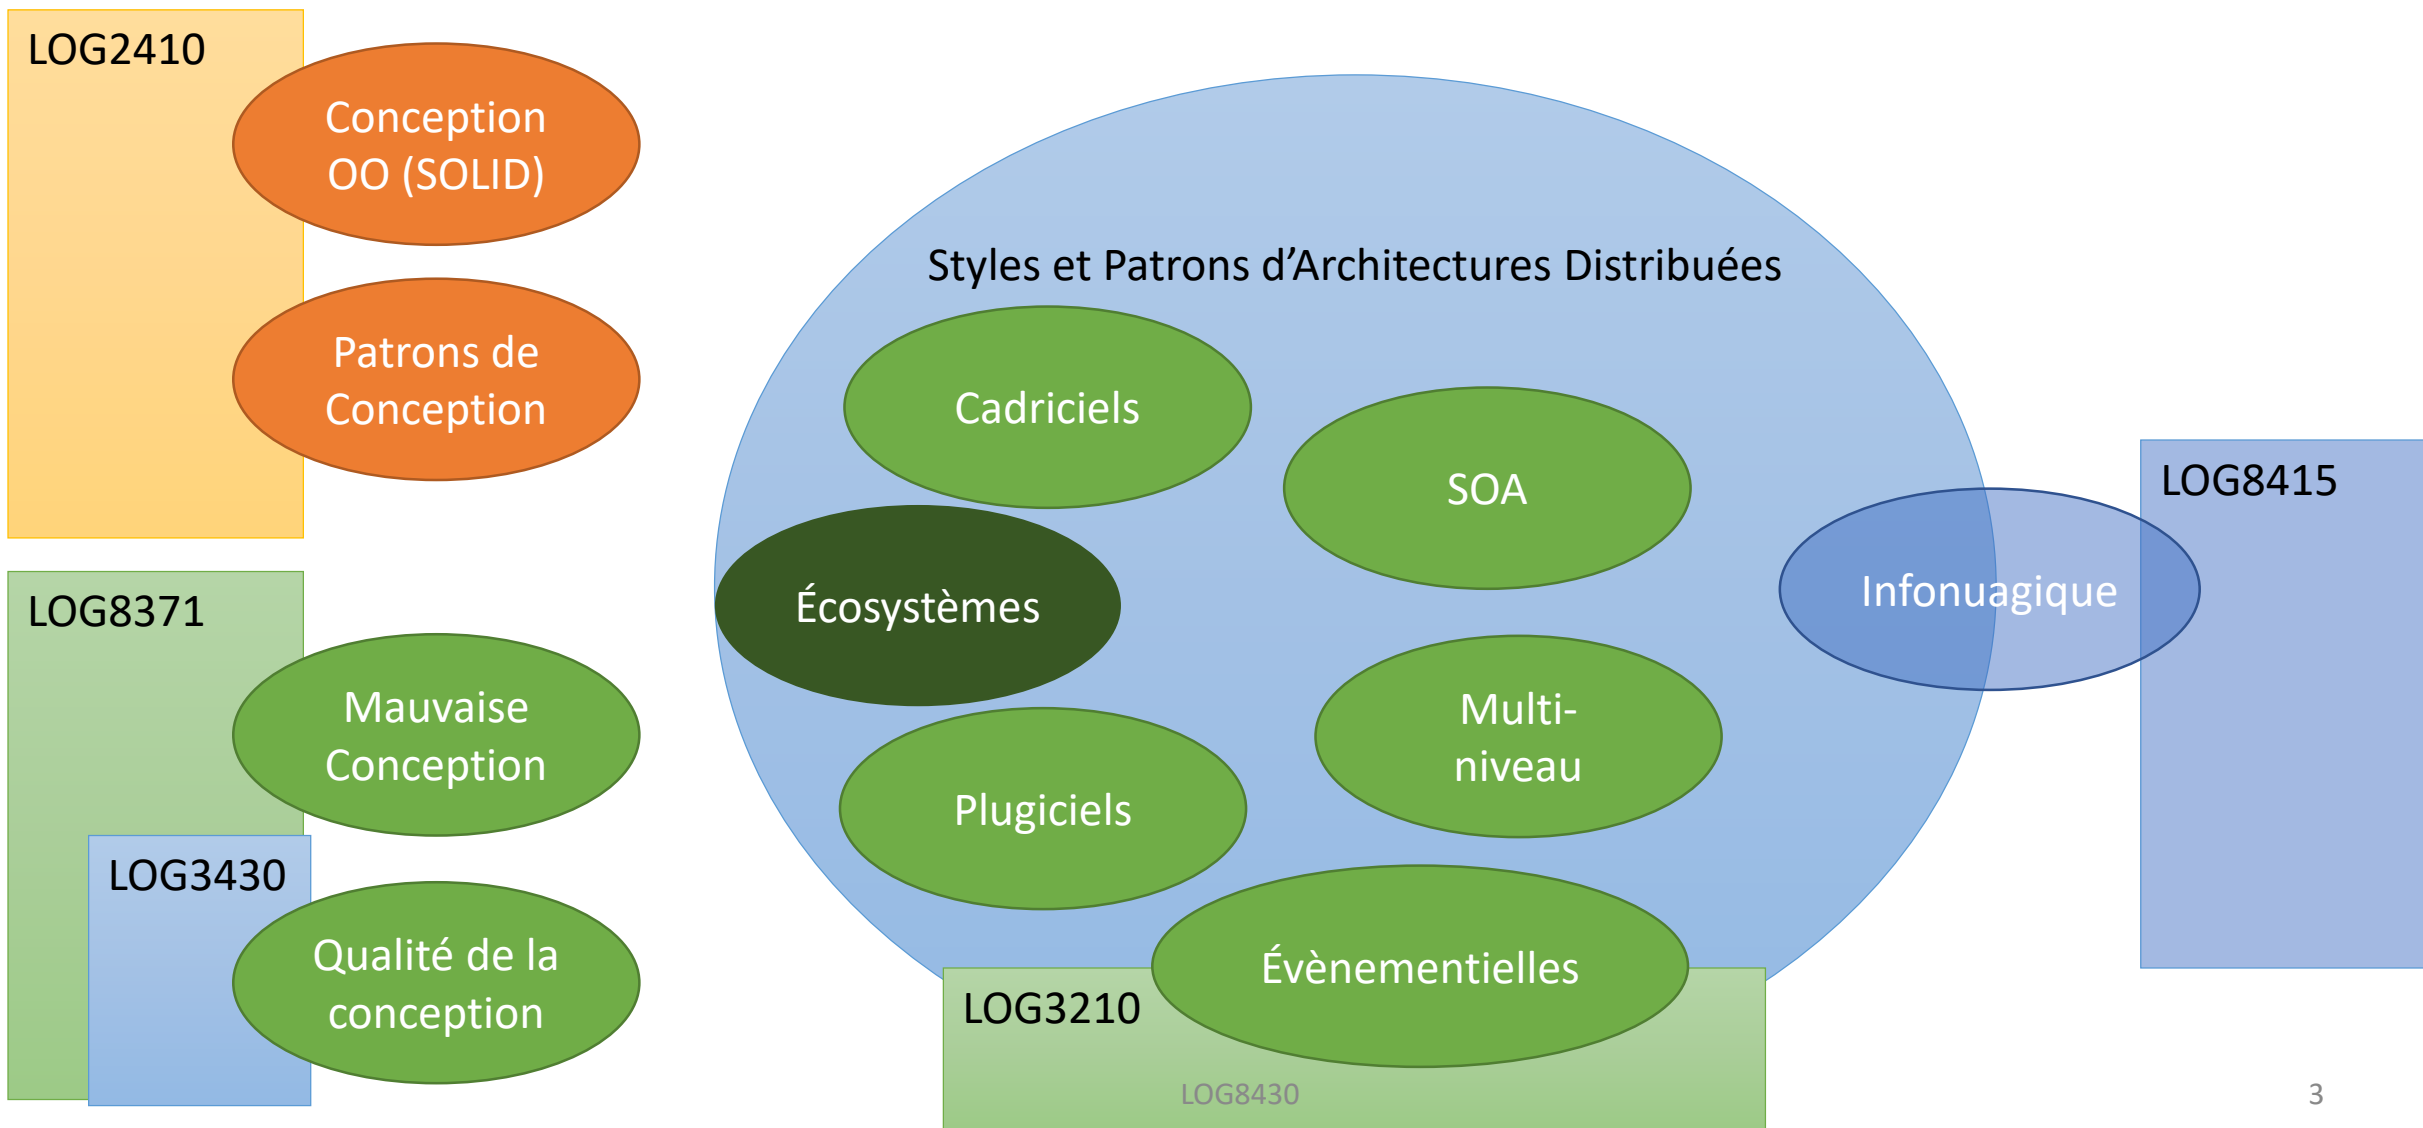 LOG2410
Conception
OO (SOLID)
Patrons de
Conception
LOG8371
Mauvaise
Conception
LOG3430
Qualité de la
conception
Styles et Patrons d’Architectures Distribuées
Cadriciels
SOA
Écosystèmes
Infonuagique
LOG8415
Multi-
niveau
Plugiciels
Évènementielles
LOG3210
LOG8430
3